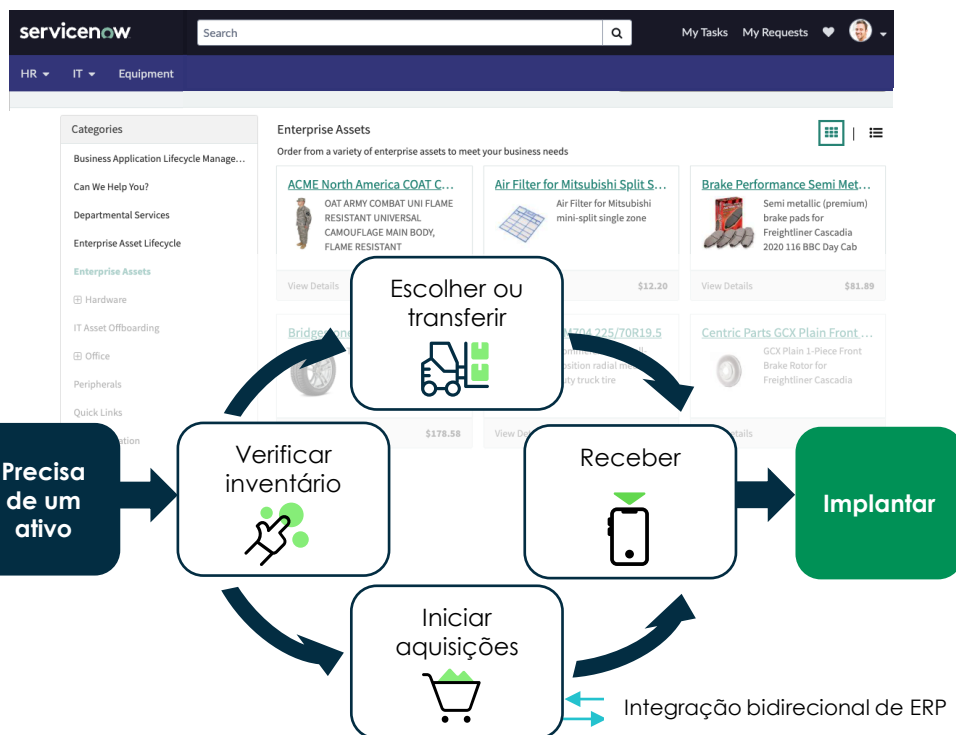 servicenow
Search
My Tasks My Requests
HR IT Equipment
Categories
Business Application Lifecycle Manage...
Can We Help You?
Departmental Services
Enterprise Asset Lifecycle
Enterprise Assets
Hardware
IT Asset Offboarding
Office
Peripherals
Quick Links
Enterprise Assets
Order from a variety of enterprise assets to meet your business needs
ACME North America COAT C...
OAT ARMY COMBAT UNI FLAME
RESISTANT UNIVERSAL
CAMOUFLAGE MAIN BODY,
FLAME RESISTANT
View Details
Air Filter for Mitsubishi Split S...
Air Filter for Mitsubishi
mini-split single zone
$12.20
Brake Performance Semi Met...
Semi metallic (premium)
brake pads for
Freightliner Cascadia
2020 116 BBC Day Cab
View Details $81.89
$178.58
225/70R19.5
truck tire
View
Centric Parts GCX Plain Front ...
GCX Plain 1-Piece Front
Brake Rotor for
Freightliner Cascadia
Precisa
de um
ativo
Verificar
inventário
Escolher ou
transferir
Iniciar
aquisições
Receber
Implantar
Integração bidirecional de ERP